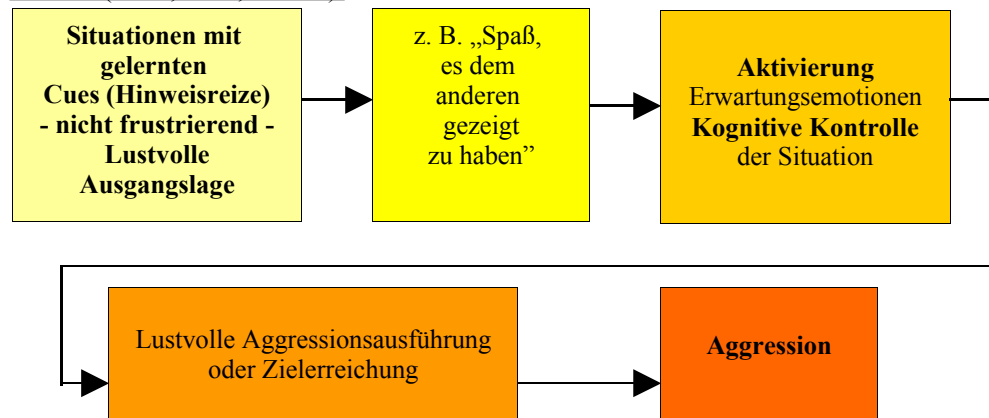 Situationen mit
gelernten
Cues (Hinweisreize)
- nicht frustrierend -
Lustvolle
Ausgangslage
z. B. „Spaß,
es dem
anderen
gezeigt
zu haben”
Aktivierung
Erwartungsemotionen
Kognitive Kontrolle
der Situation
Lustvolle Aggressionsausführung
oder Zielerreichung
Aggression